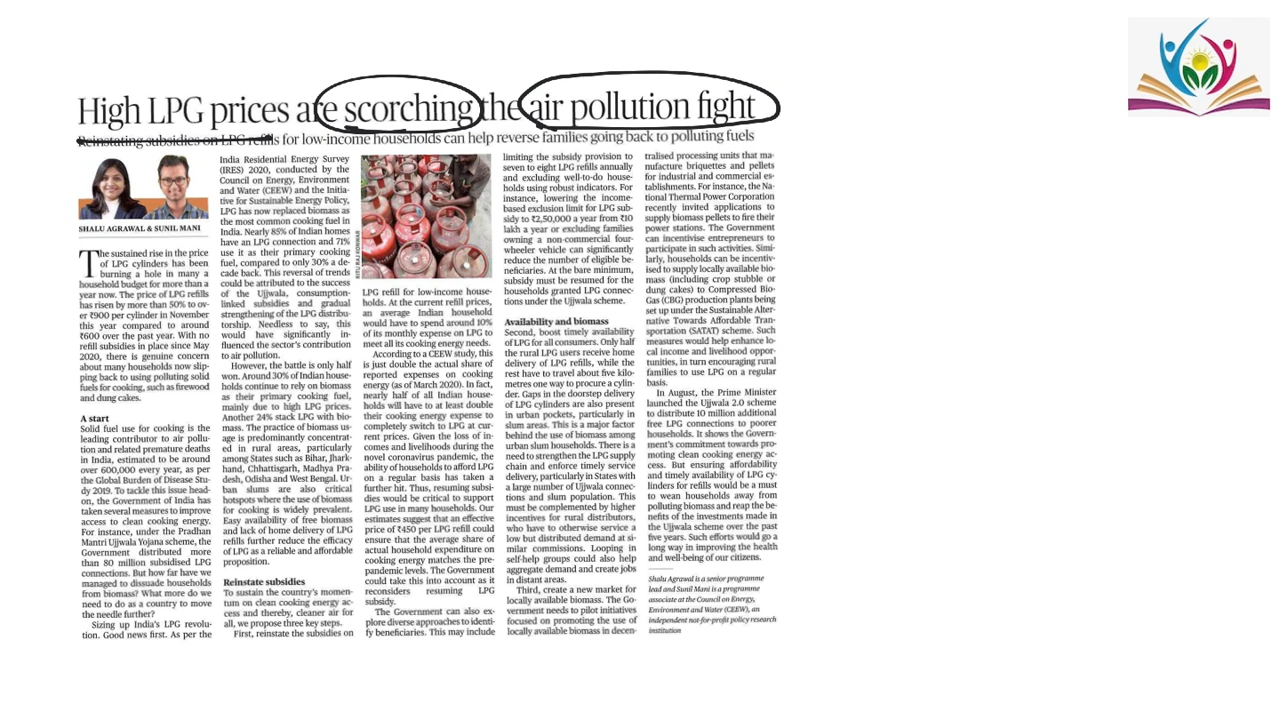 High LPG prices are scorching the air pollution fight
Reinstating subsidies on LPG refills for low-income households can help reverse families going back to polluting fuels
SHALU AGRAWAL & SUNIL MANI
The sustained rise in the price
of LPG cylinders has been
burning a hole in many a
household budget for more than a
year now. The price of LPG refills
has risen by more than 50% to ov-
er ₹900 per cylinder in November
this year compared to around
₹600 over the past year. With no
refill subsidies in place since May
2020, there is genuine concern
about many households now slip-
ping back to using polluting solid
fuels for cooking, such as firewood
and dung cakes.
A start
Solid fuel use for cooking is the
leading contributor to air pollu-
tion and related premature deaths
in India, estimated to be around
over 600,000 every year, as per
the Global Burden of Disease Stu-
dy 2019. To tackle this issue head-
on, the Government of India has
taken several measures to improve
access to clean cooking energy.
For instance, under the Pradhan
Mantri Ujjwala Yojana scheme, the
Government distributed more
than 80 million subsidised LPG
connections. But how far have we
managed to dissuade households
from biomass? What more do we
need to do as a country to move
the needle further?
Sizing up India's LPG revolu-
tion. Good news first. As per the
India Residential Energy Survey
(IRES) 2020, conducted by the
Council on Energy, Environment
and Water (CEEW) and the Initia-
tive for Sustainable Energy Policy,
LPG has now replaced biomass as
the most common cooking fuel in
India. Nearly 85% of Indian homes
have an LPG connection and 71%
use it as their primary cooking
fuel, compared to only 30% a de-
cade back. This reversal of trends
could be attributed to the success
of the Ujjwala, consumption-
linked subsidies and gradual
strengthening of the LPG distribu-
torship. Needless to say, this
would have significantly in-
fluenced the sector's contribution
to air pollution.
However, the battle is only half
won. Around 30% of Indian house-
holds continue to rely on biomass
as their primary cooking fuel,
mainly due to high LPG prices.
Another 24% stack LPG with bio-
mass. The practice of biomass us-
age is predominantly concentrat-
ed in rural areas, particularly
among States such as Bihar, Jhark-
hand, Chhattisgarh, Madhya Pra-
desh, Odisha and West Bengal. Ur-
ban slums are also critical
hotspots where the use of biomass
for cooking is widely prevalent.
Easy availability of free biomass
and lack of home delivery of LPG
refills further reduce the efficacy
of LPG as a reliable and affordable
proposition.
Reinstate subsidies
To sustain the country's momen-
tum on clean cooking energy ac-
cess and thereby, cleaner air for
all, we propose three key steps.
First, reinstate the subsidies on
RITU RAJ KONWAR
LPG refill for low-income house-
holds. At the current refill prices,
an average Indian household
would have to spend around 10%
of its monthly expense on LPG to
meet all its cooking energy needs.
According to a CEEW study, this
is just double the actual share of
reported expenses on cooking
energy (as of March 2020). In fact,
nearly half of all Indian house-
holds will have to at least double
their cooking energy expense to
completely switch to LPG at cur-
rent prices. Given the loss of in-
comes and livelihoods during the
novel coronavirus pandemic, the
ability of households to afford LPG
on a regular basis has taken a
further hit. Thus, resuming subsi-
dies would be critical to support
LPG use in many households. Our
estimates suggest that an effective
price of ₹450 per LPG refill could
ensure that the average share of
actual household expenditure on
cooking energy matches the pre-
pandemic levels. The Government
could take this into account as it
reconsiders resuming LPG
subsidy.
The Government can also ex-
plore diverse approaches to identi-
fy beneficiaries. This may include
limiting the subsidy provision to
seven to eight LPG refills annually
and excluding well-to-do house-
holds using robust indicators. For
instance, lowering the income-
based exclusion limit for LPG sub-
sidy to ₹2,50,000 a year from ₹10
lakh a year or excluding families
owning a non-commercial four-
wheeler vehicle can significantly
reduce the number of eligible be-
neficiaries. At the bare minimum,
subsidy must be resumed for the
households granted LPG connec-
tions under the Ujjwala scheme.
Availability and biomass
Second, boost timely availability
of LPG for all consumers. Only half
the rural LPG users receive home
delivery of LPG refills, while the
rest have to travel about five kilo-
metres one way to procure a cylin-
der. Gaps in the doorstep delivery
of LPG cylinders are also present
in urban pockets, particularly in
slum areas. This is a major factor
behind the use of biomass among
urban slum households. There is a
need to strengthen the LPG supply
chain and enforce timely service
delivery, particularly in States with
a large number of Ujjwala connec-
tions and slum population. This
must be complemented by higher
incentives for rural distributors,
who have to otherwise service a
low but distributed demand at si-
milar commissions. Looping in
self-help groups could also help
aggregate demand and create jobs
in distant areas.
Third, create a new market for
locally available biomass. The Go-
vernment needs to pilot initiatives
focused on promoting the use of
locally available biomass in decen-
tralised processing units that ma-
nufacture briquettes and pellets
for industrial and commercial es-
tablishments. For instance, the Na-
tional Thermal Power Corporation
recently invited applications to
supply biomass pellets to fire their
power stations. The Government
can incentivise entrepreneurs to
participate in such activities. Simi-
larly, households can be incentiv-
ised to supply locally available bio-
mass (including crop stubble or
dung cakes) to Compressed Bio-
Gas (CBG) production plants being
set up under the Sustainable Alter-
native Towards Affordable Tran-
sportation (SATAT) scheme. Such
measures would help enhance lo-
cal income and livelihood oppor-
tunities, in turn encouraging rural
families to use LPG on a regular
basis.
In August, the Prime Minister
launched the Ujjwala 2.0 scheme
to distribute 10 million additional
free LPG connections to poorer
households. It shows the Govern-
ment's commitment towards pro-
moting clean cooking energy ac-
cess. But ensuring affordability
and timely availability of LPG cy-
linders for refills would be a must
to wean households away from
polluting biomass and reap the be-
nefits of the investments made in
the Ujjwala scheme over the past
five years. Such efforts would go a
long way in improving the health
and well-being of our citizens.
Shalu Agrawal is a senior programme
lead and Sunil Mani is a programme
associate at the Council on Energy,
Environment and Water (CEEW), an
independent not-for-profit policy research
institution